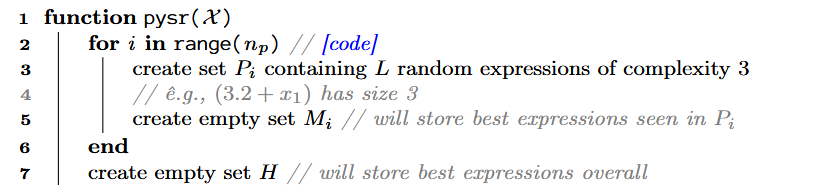 1 function pysr(𝒳)
2 for i in range(n_p) // [code]
3 create set P_i containing L random expressions of complexity 3
4 // ê.g., (3.2 + x_1) has size 3
5 create empty set M_i // will store best expressions seen in P_i
6 end
7 create empty set H // will store best expressions overall